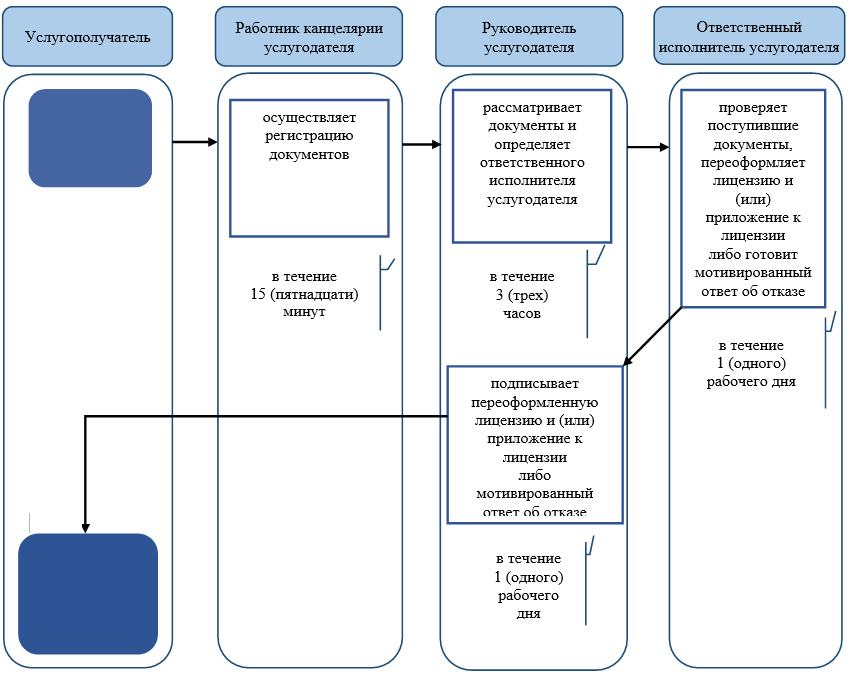 Услугополучатель
Работник канцелярии
услугодателя
Руководитель
услугодателя
Ответственный
исполнитель услугодателя
осуществляет
регистрацию
документов
в течение
15 (пятнадцати)
минут
рассматривает
документы и
определяет
ответственного
исполнителя
услугодателя
в течение
3 (трех)
часов
проверяет
поступившие
документы,
переоформляет
лицензию и
(или)
приложение к
лицензии
либо готовит
мотивированный
ответ об отказе
в течение
1 (одного)
рабочего дня
подписывает
переоформленную
лицензию и (или)
приложение к
лицензии
либо
мотивированный
ответ об отказе
в течение
1 (одного)
рабочего
дня